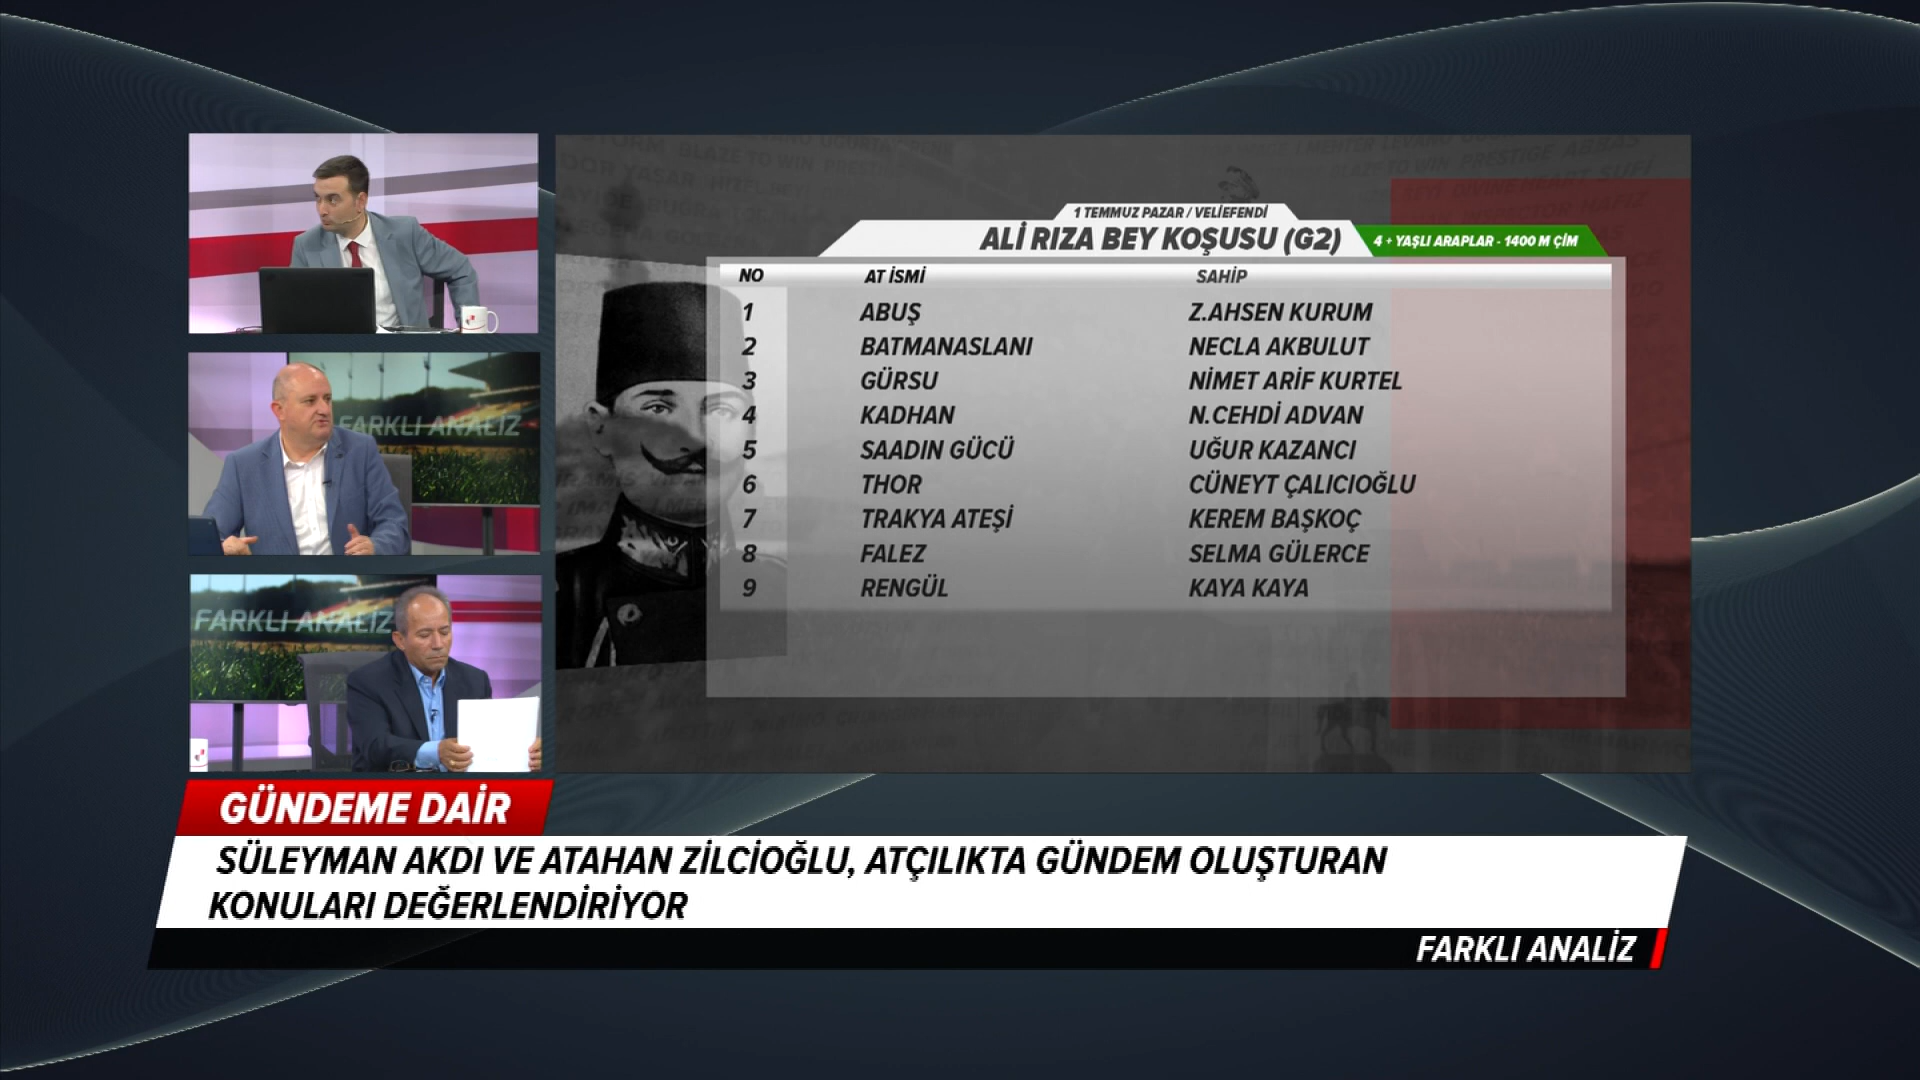 1 TEMMUZ PAZAR / VELİEFENDİ
ALİ RIZA BEY KOŞUSU (G2)
4 + YAŞLI ARAPLAR - 1400 M ÇİM
NO AT İSMİ SAHİP
1 ABUŞ Z.AHSEN KURUM
2 BATMANASLANI NECLA AKBULUT
3 GÜRSU NİMET ARİF KURTEL
4 KADHAN N.CEHDİ ADVAN
5 SAADIN GÜCÜ UĞUR KAZANCI
6 THOR CÜNEYT ÇALICIOĞLU
7 TRAKYA ATEŞİ KEREM BAŞKOÇ
8 FALEZ SELMA GÜLERCE
9 RENGÜL KAYA KAYA
FARKLI ANALİZ
FARKLI ANALİZ
GÜNDEME DAİR
SÜLEYMAN AKDI VE ATAHAN ZİLCİOĞLU, ATÇILIKTA GÜNDEM OLUŞTURAN
KONULARI DEĞERLENDİRİYOR
FARKLI ANALİZ